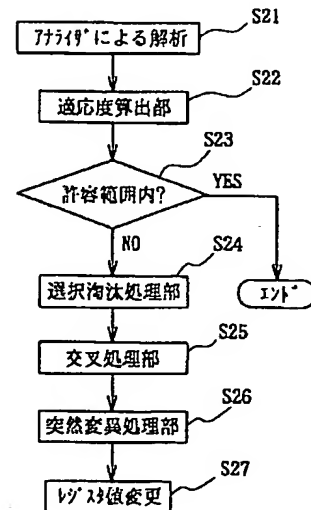 S21
ｱﾅﾗｲｻﾞによる解析
S22
適応度算出部
S23
許容範囲内?
YES
NO
ｴﾝﾄﾞ
S24
選択淘汰処理部
S25
交叉処理部
S26
突然変異処理部
S27
ﾚｼﾞｽﾀ値変更